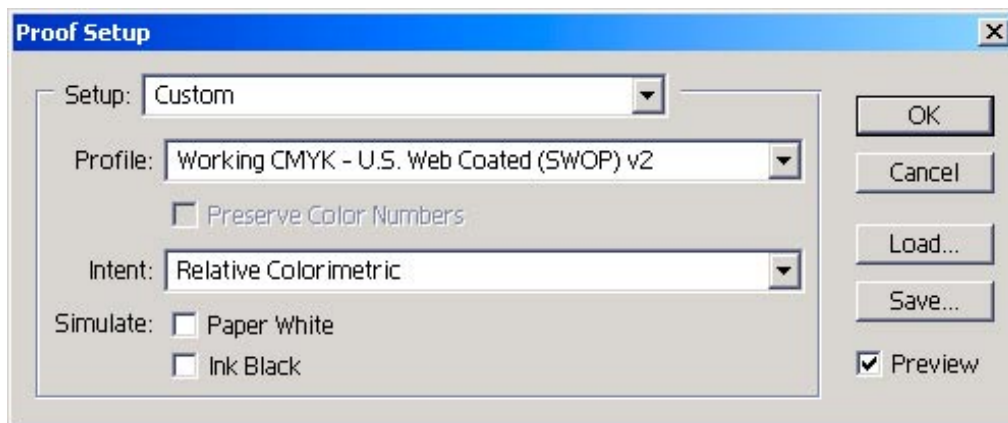 Proof Setup
Setup: Custom
OK
Profile: Working CMYK - U.S. Web Coated (SWOP) v2
Cancel
Preserve Color Numbers
Intent: Relative Colorimetric
Load...
Simulate: Paper White
Save...
Ink Black
Preview